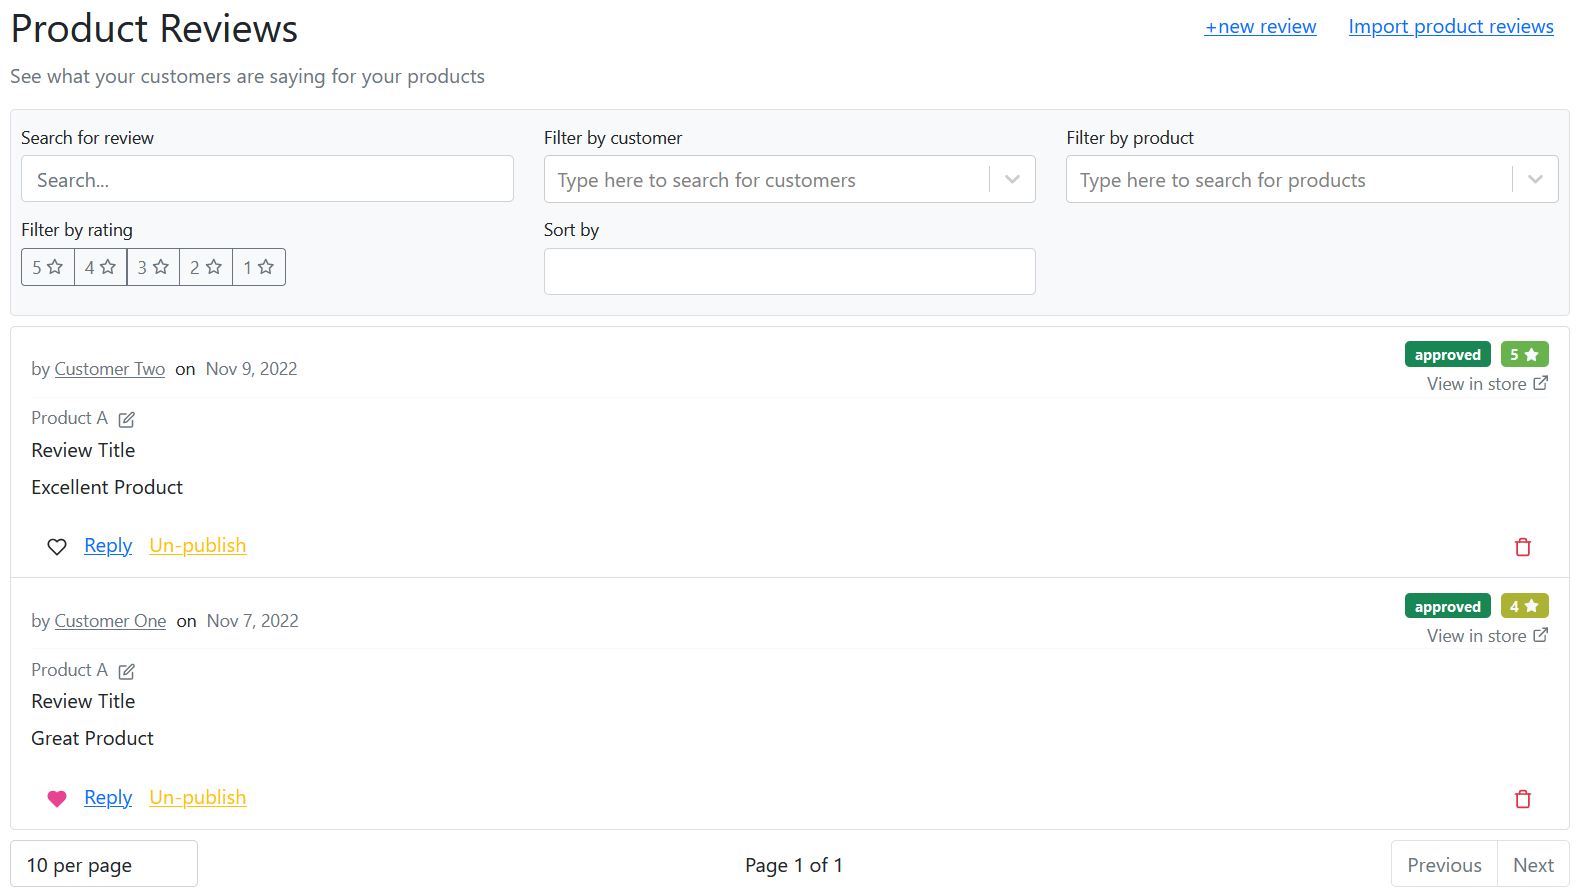 Product Reviews
+new review Import product reviews
See what your customers are saying for your products
Search for review Filter by customer Filter by product
Search... Type here to search for customers Type here to search for products
Filter by rating Sort by
5 4 3 2 1
by Customer Two on Nov 9, 2022 approved 5
View in store
Product A
Review Title
Excellent Product
Reply Un-publish
by Customer One on Nov 7, 2022 approved 4
View in store
Product A
Review Title
Great Product
Reply Un-publish
10 per page Page 1 of 1 Previous Next